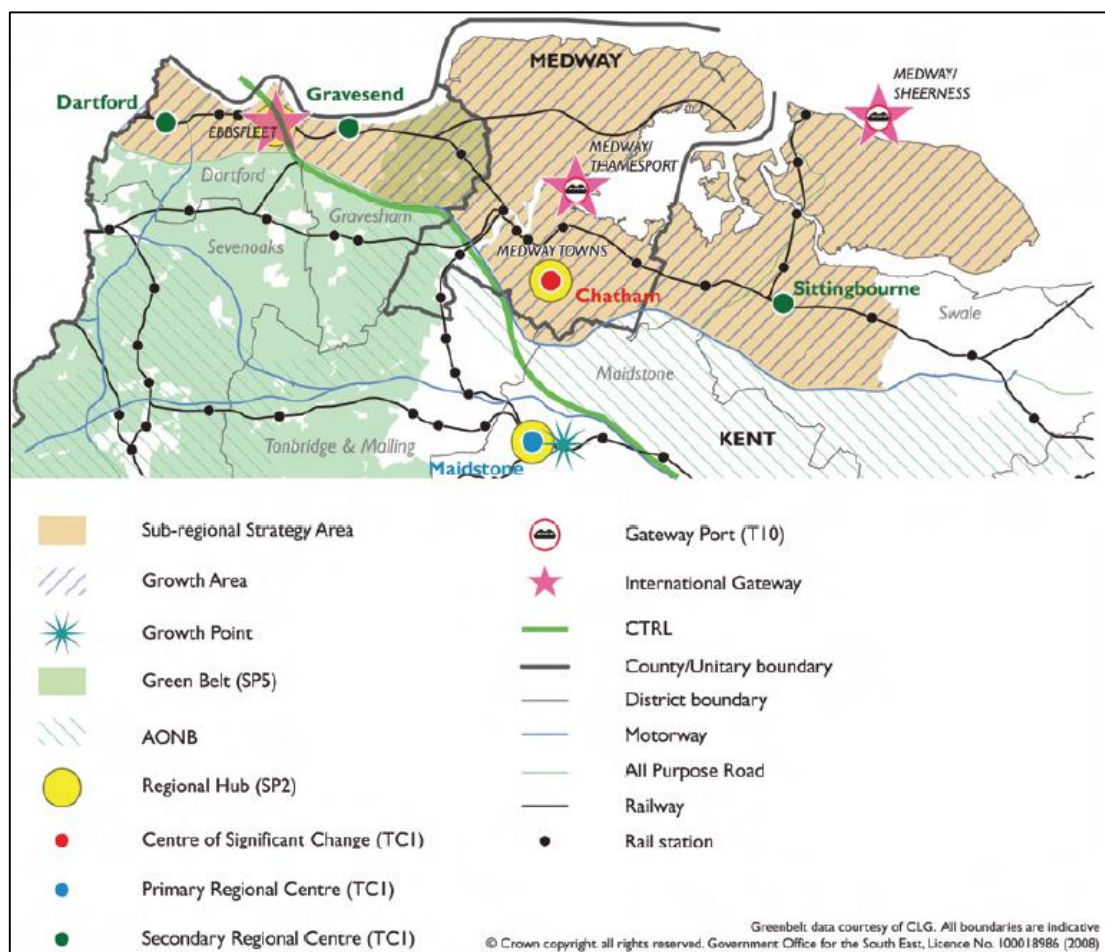 MEDWAY
MEDWAY/
SHEERNESS
Dartford
Gravesend
EBBSFLEET
MEDWAY/
THAMESPORT
Dartford
Gravesham
Sevenoaks
MEDWAY TOWNS
Chatham
Sittingbourne
Swale
Maidstone
Tonbridge & Malling
KENT
Maidstone
Sub-regional Strategy Area
Growth Area
Growth Point
Green Belt (SP5)
AONB
Regional Hub (SP2)
Centre of Significant Change (TC1)
Primary Regional Centre (TC1)
Secondary Regional Centre (TC1)
Gateway Port (T10)
International Gateway
CTRL
County/Unitary boundary
District boundary
Motorway
All Purpose Road
Railway
Rail station
Greenbelt data courtesy of CLG. All boundaries are indicative
© Crown copyright. all rights reserved. Government Office for the South East, Licence No. 100018986 (2008)